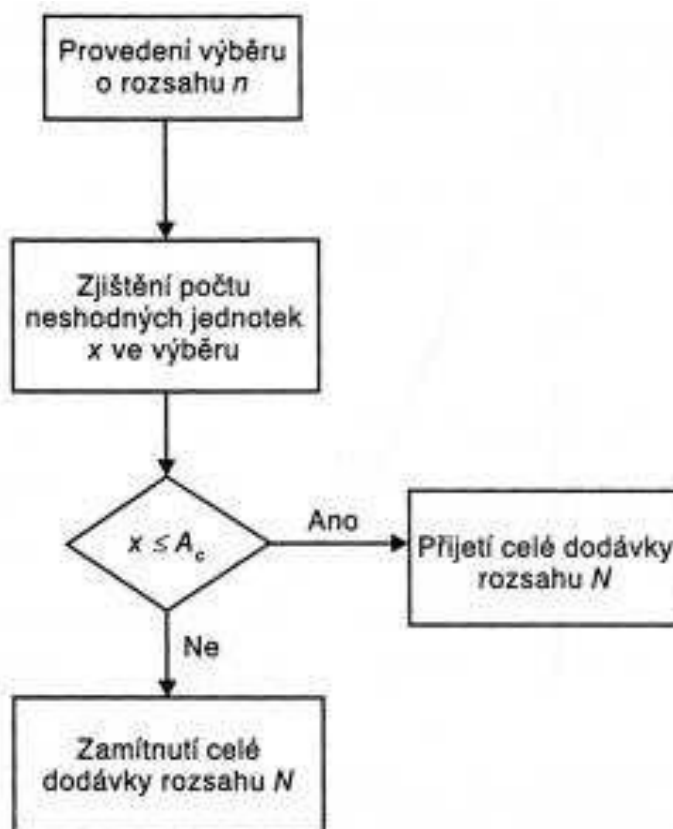 Provedení výběru
o rozsahu n
Zjištění počtu
neshodných jednotek
x ve výběru
x ≤ Ac
Ano
Přijetí celé dodávky
rozsahu N
Ne
Zamítnutí celé
dodávky rozsahu N